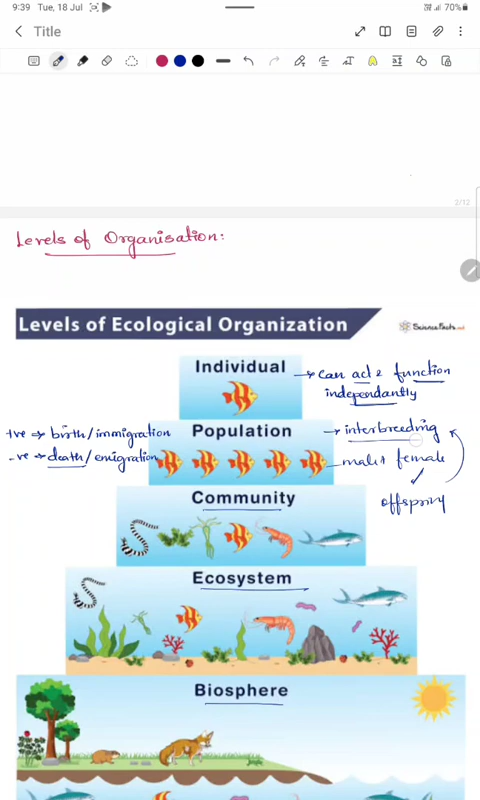 9:39 Tue, 18 Jul
70%
Title
2/12
Levels of Organisation:
Levels of Ecological Organization
ScienceFacts.net
Individual
→ can act & function
independantly
+ve → birth/immigration
Population
→ interbreeding
-ve → death/emigration
male + female
offspring
Community
Ecosystem
Biosphere